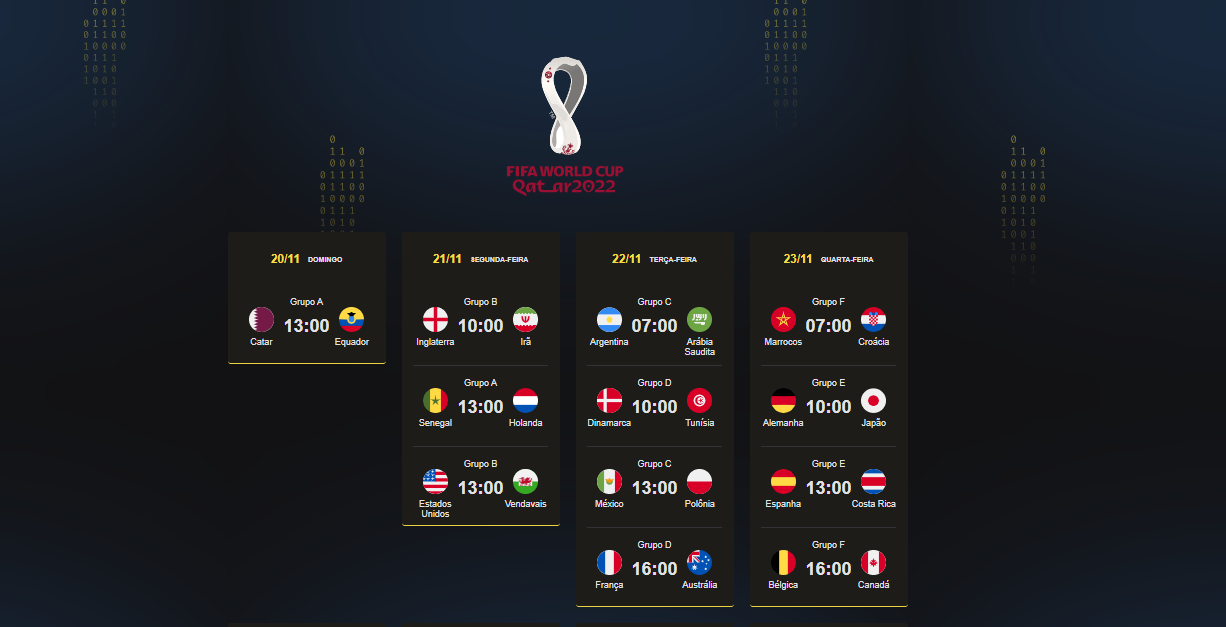 FIFA WORLD CUP
Qatar2022
20/11 DOMINGO
Grupo A
13:00
Catar
Equador
21/11 SEGUNDA-FEIRA
Grupo B
10:00
Inglaterra
Irã
Grupo A
13:00
Senegal
Holanda
Grupo B
13:00
Estados
Unidos
Vendavais
22/11 TERÇA-FEIRA
Grupo C
07:00
Argentina
Arábia
Saudita
Grupo D
10:00
Dinamarca
Tunísia
Grupo C
13:00
México
Polônia
Grupo D
16:00
França
Austrália
23/11 QUARTA-FEIRA
Grupo F
07:00
Marrocos
Croácia
Grupo E
10:00
Alemanha
Japão
Grupo E
13:00
Espanha
Costa Rica
Grupo F
16:00
Bélgica
Canadá